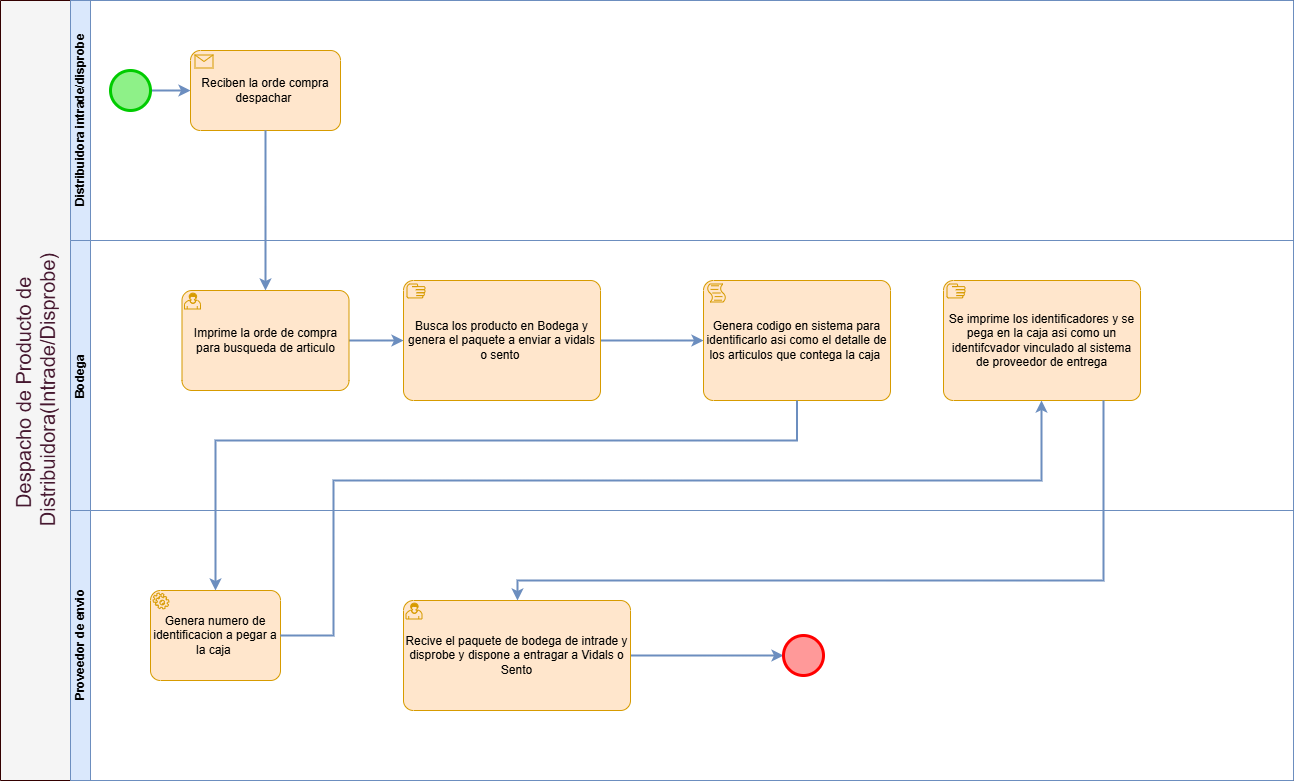 Despacho de Producto de
Distribuidora(Intrade/Disprobe)
Distribuidora intrade/disprobe
Reciben la orde compra
despachar
Bodega
Imprime la orde de compra
para busqueda de articulo
Busca los producto en Bodega y
genera el paquete a enviar a vidals
o sento
Genera codigo en sistema para
identificarlo asi como el detalle de
los articulos que contega la caja
Se imprime los identificadores y se
pega en la caja asi como un
identifcvador vinculado al sistema
de proveedor de entrega
Proveedor de envio
Genera numero de
identificacion a pegar a
la caja
Recive el paquete de bodega de intrade y
disprobe y dispone a entragar a Vidals o
Sento